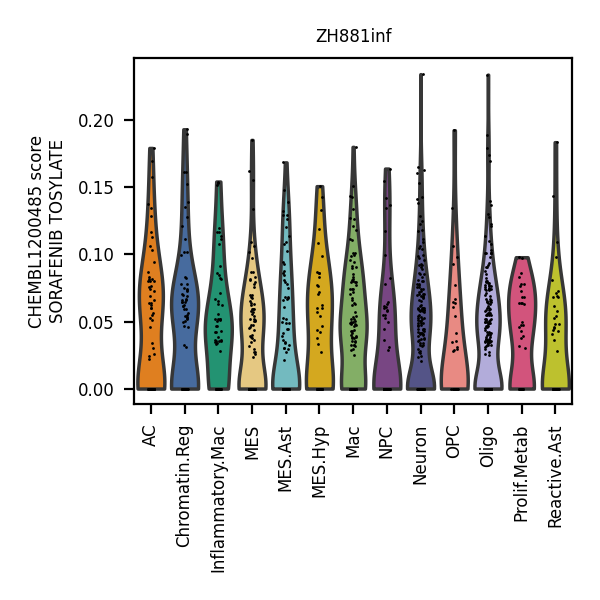 ZH881inf
CHEMBL1200485 score
SORAFENIB TOSYLATE
0.20
0.15
0.10
0.05
0.00
AC
Chromatin.Reg
Inflammatory.Mac
MES
MES.Ast
MES.Hyp
Mac
NPC
Neuron
OPC
Oligo
Prolif.Metab
Reactive.Ast